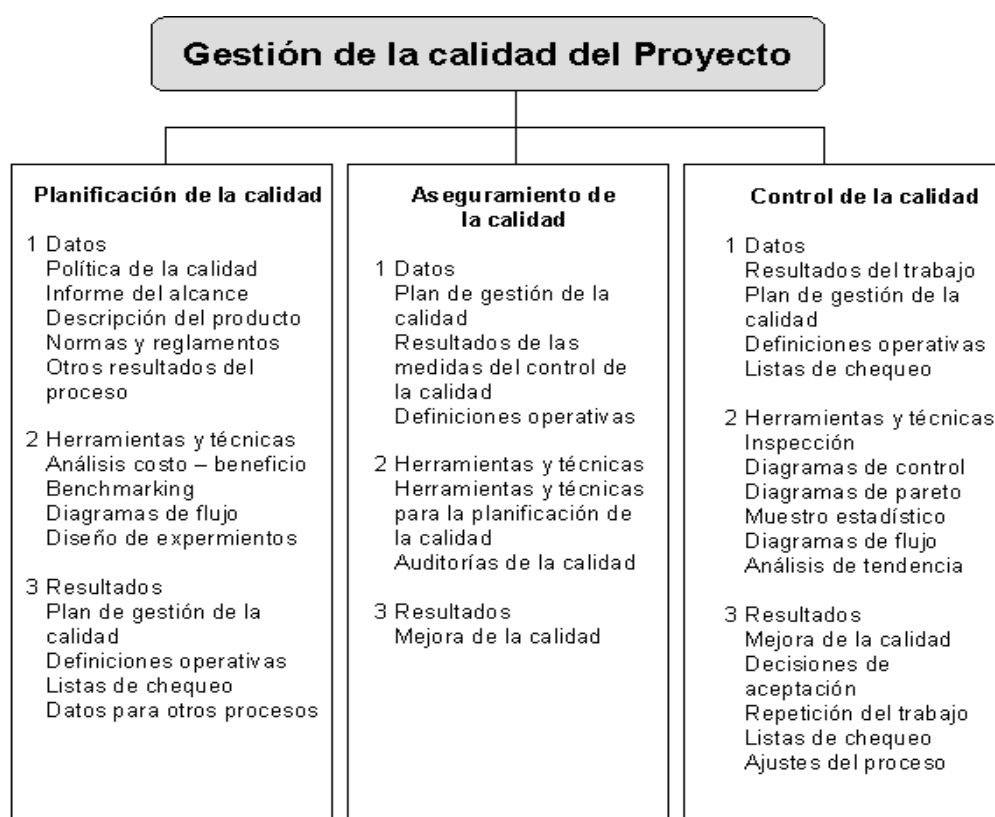 Gestión de la calidad del Proyecto
Planificación de la calidad
1 Datos
Política de la calidad
Informe del alcance
Descripción del producto
Normas y reglamentos
Otros resultados del
proceso
2 Herramientas y técnicas
Análisis costo – beneficio
Benchmarking
Diagramas de flujo
Diseño de expermientos
3 Resultados
Plan de gestión de la
calidad
Definiciones operativas
Listas de chequeo
Datos para otros procesos
Aseguramiento de
la calidad
1 Datos
Plan de gestión de la
calidad
Resultados de las
medidas del control de
la calidad
Definiciones operativas
2 Herramientas y técnicas
Herramientas y técnicas
para la planificación de
la calidad
Auditorías de la calidad
3 Resultados
Mejora de la calidad
Control de la calidad
1 Datos
Resultados del trabajo
Plan de gestión de la
calidad
Definiciones operativas
Listas de chequeo
2 Herramientas y técnicas
Inspección
Diagramas de control
Diagramas de pareto
Muestro estadístico
Diagramas de flujo
Análisis de tendencia
3 Resultados
Mejora de la calidad
Decisiones de
aceptación
Repetición del trabajo
Listas de chequeo
Ajustes del proceso